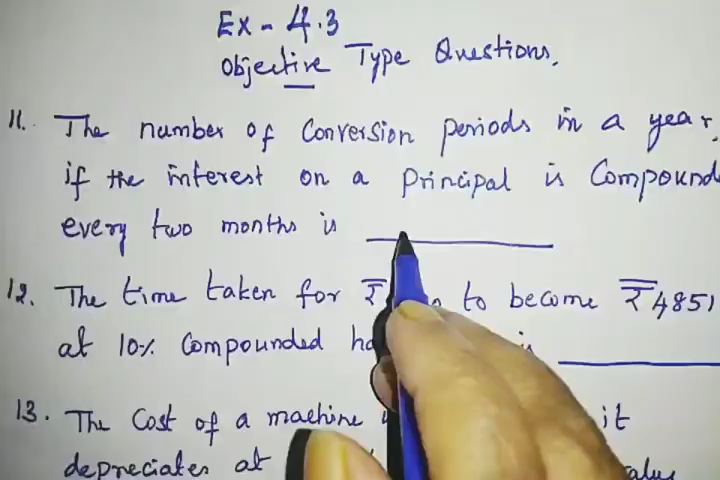 Ex - 4.3
Objective Type Questions.
11. The number of Conversion periods in a year,
if the interest on a Principal is Compound
every two months is
12. The time taken for ₹ to become ₹ 4851
at 10% Compounded is
13. The Cost of a machine it
depreciates at